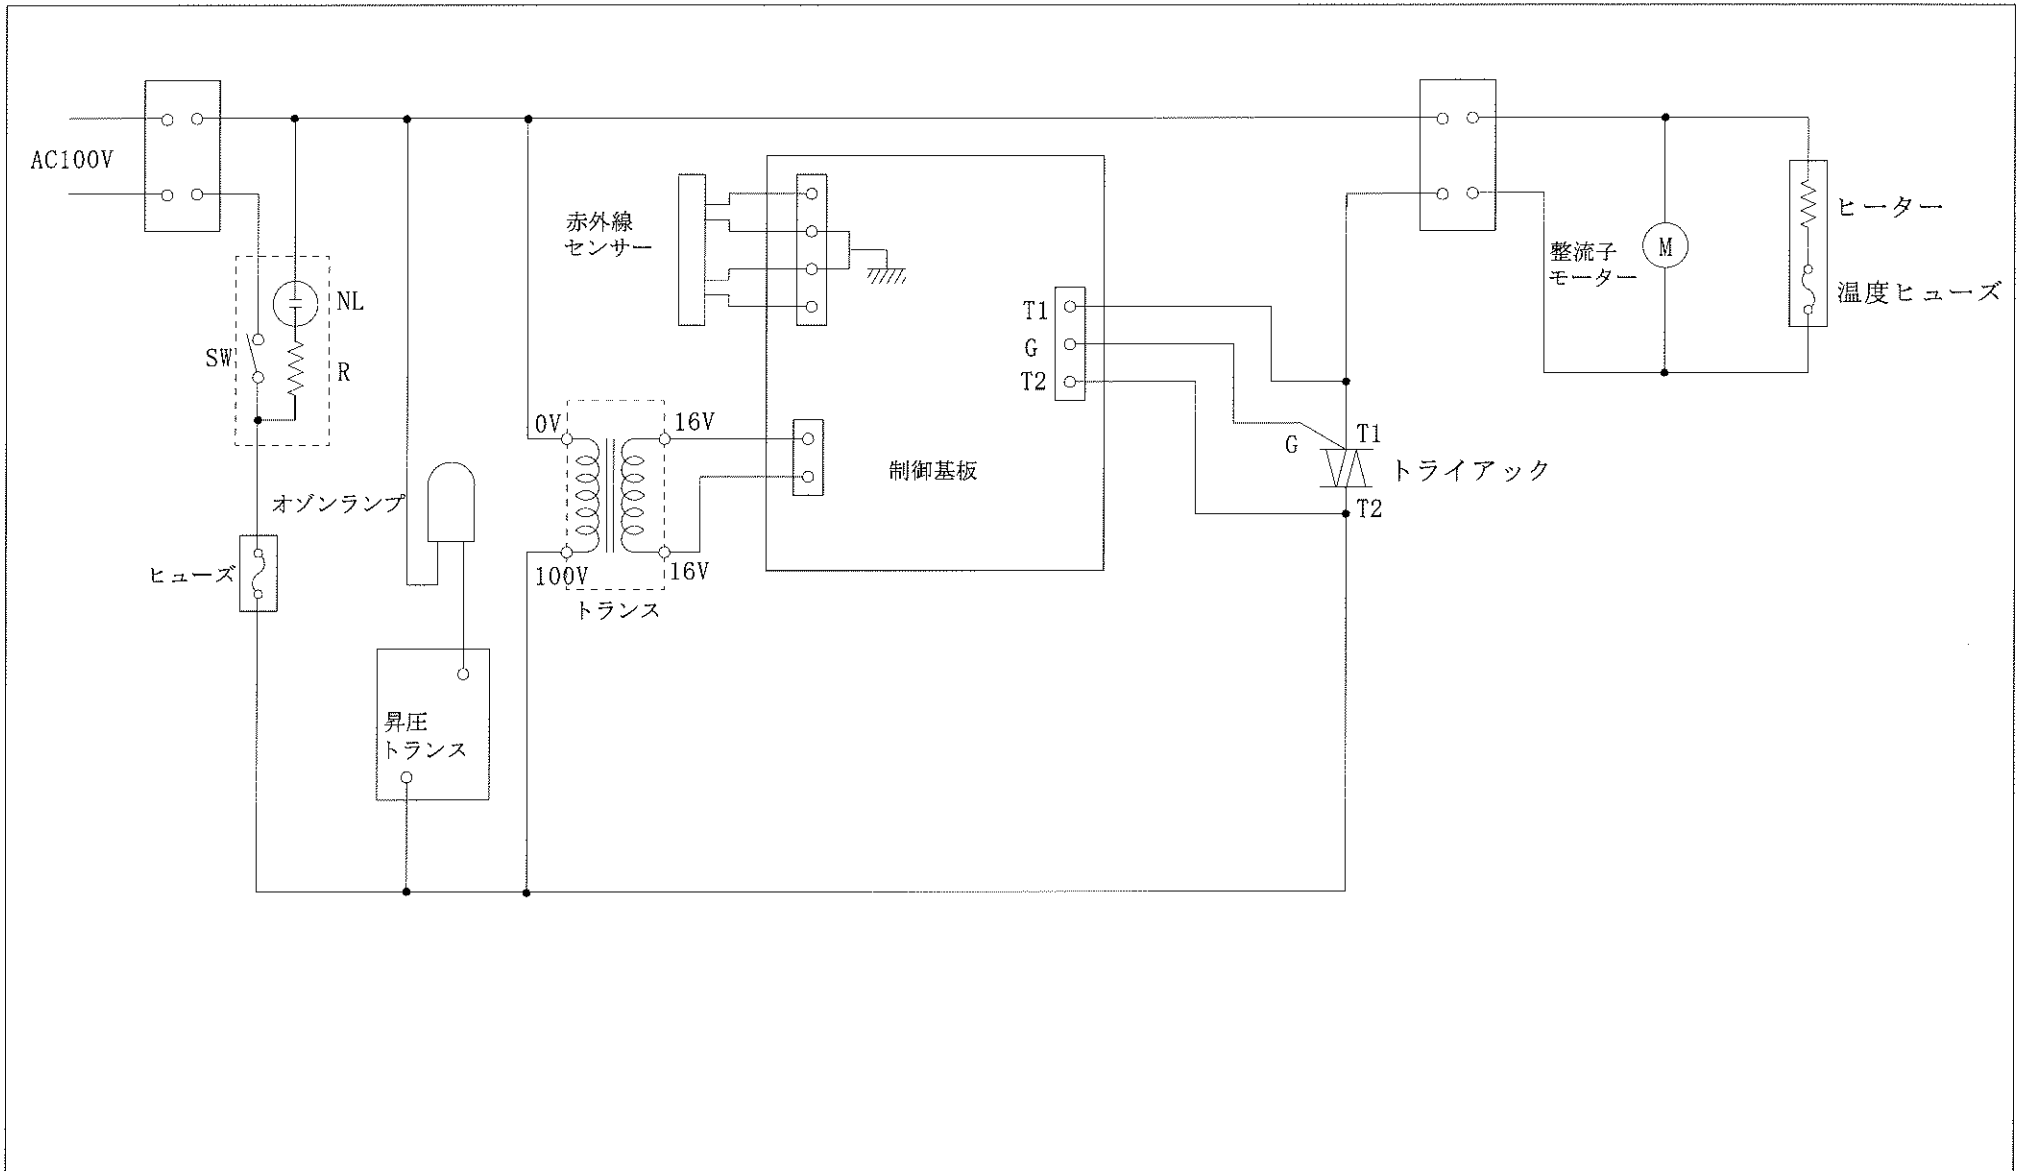 AC100V
赤外線
センサー
ヒーター
整流子
モーター
M
温度ヒューズ
NL
SW
R
T1
G
T2
0V
16V
G
T1
トライアック
T2
制御基板
オゾンランプ
ヒューズ
100V
16V
トランス
昇圧
トランス